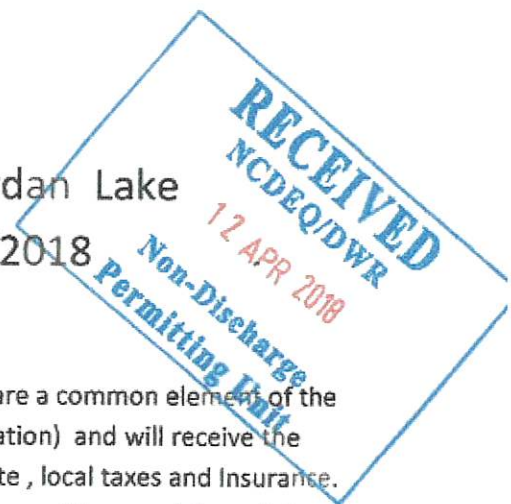 RECEIVED
NCDEQ/DWR
12 APR 2018
Non-Discharge
Permitting Unit
rdan Lake
2018
are a common element of the
ation) and will receive the
te , local taxes and Insurance.